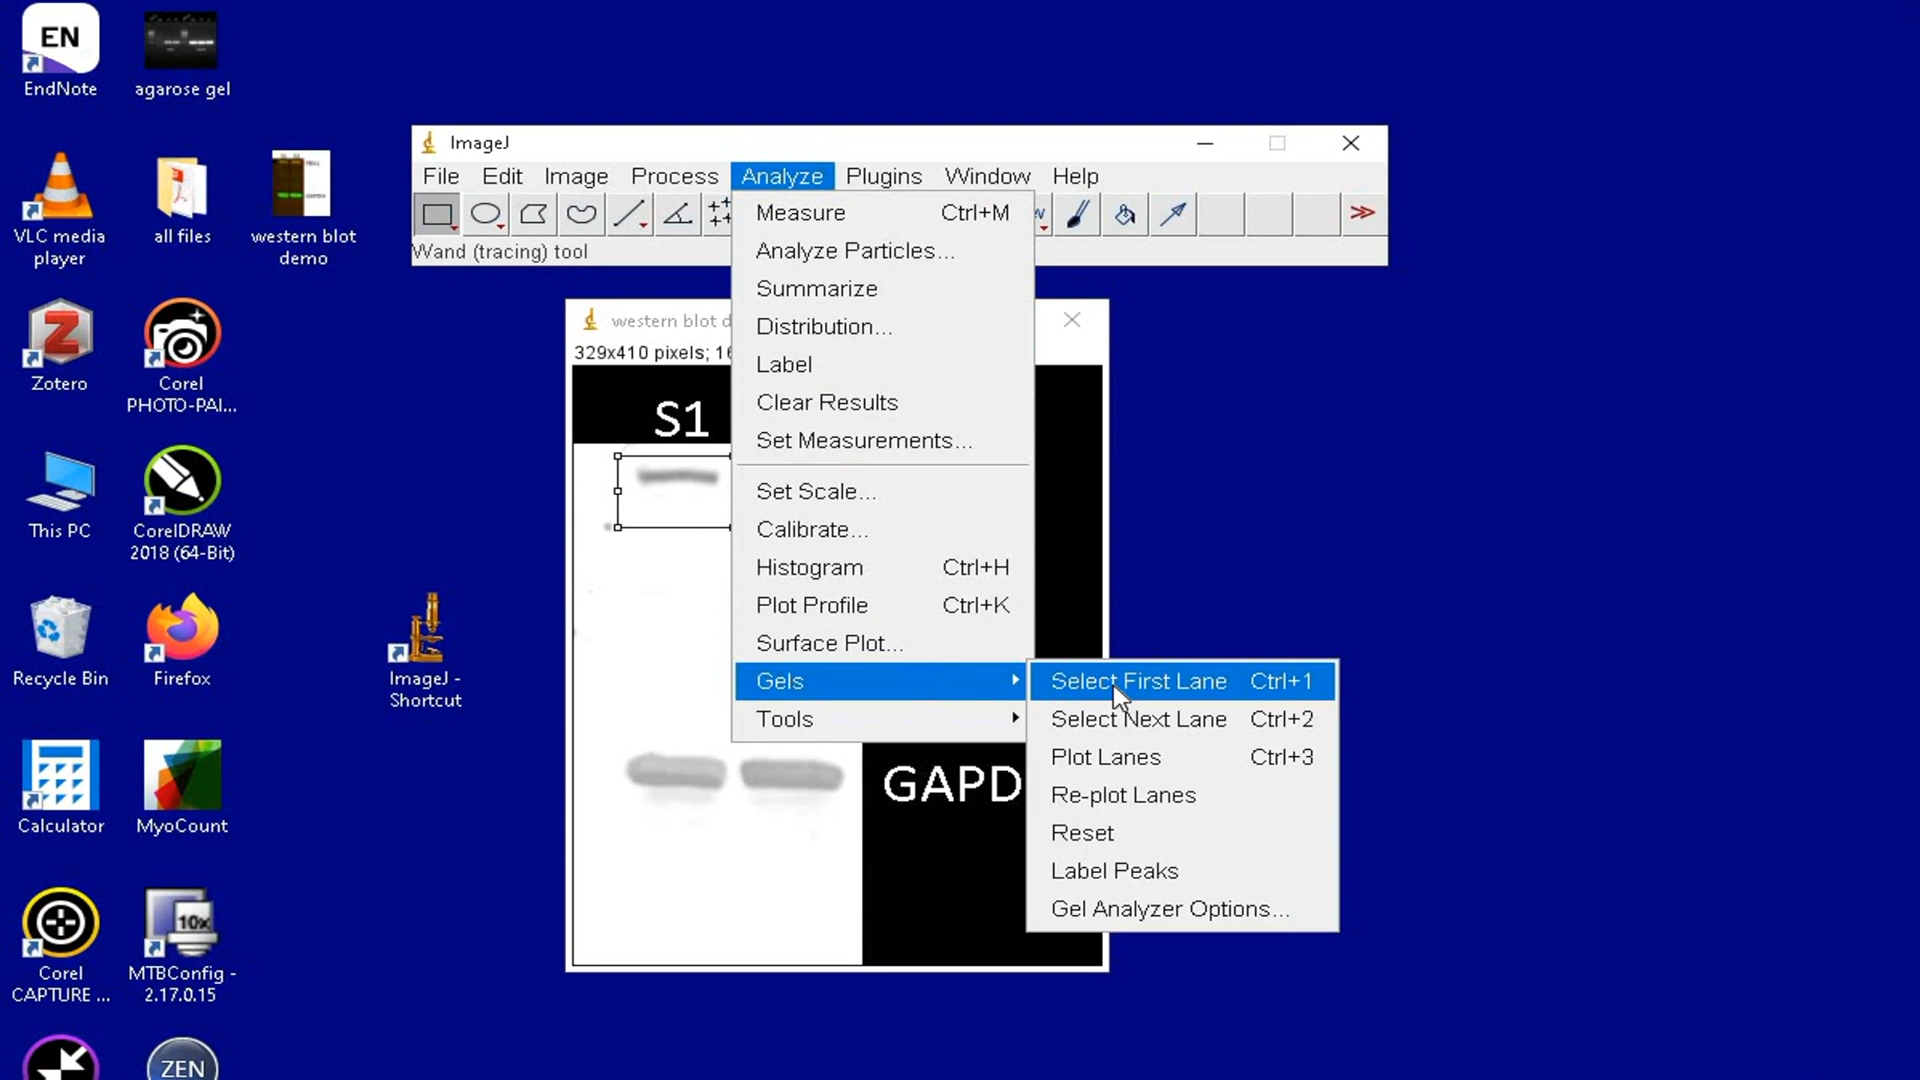 EN
EndNote
agarose gel
VLC media
player
all files
western blot
demo
Zotero
Corel
PHOTO-PAI...
This PC
CorelDRAW
2018 (64-Bit)
Recycle Bin
Firefox
ImageJ -
Shortcut
Calculator
MyoCount
Corel
CAPTURE ...
10x
MTBConfig -
2.17.0.15
ZEN
ImageJ
File Edit Image Process Analyze Plugins Window Help
Wand (tracing) tool
western blot d
329x410 pixels; 16
S1
GAPD
Measure Ctrl+M
Analyze Particles...
Summarize
Distribution...
Label
Clear Results
Set Measurements...
Set Scale...
Calibrate...
Histogram Ctrl+H
Plot Profile Ctrl+K
Surface Plot...
Gels
Tools
Select First Lane Ctrl+1
Select Next Lane Ctrl+2
Plot Lanes Ctrl+3
Re-plot Lanes
Reset
Label Peaks
Gel Analyzer Options...